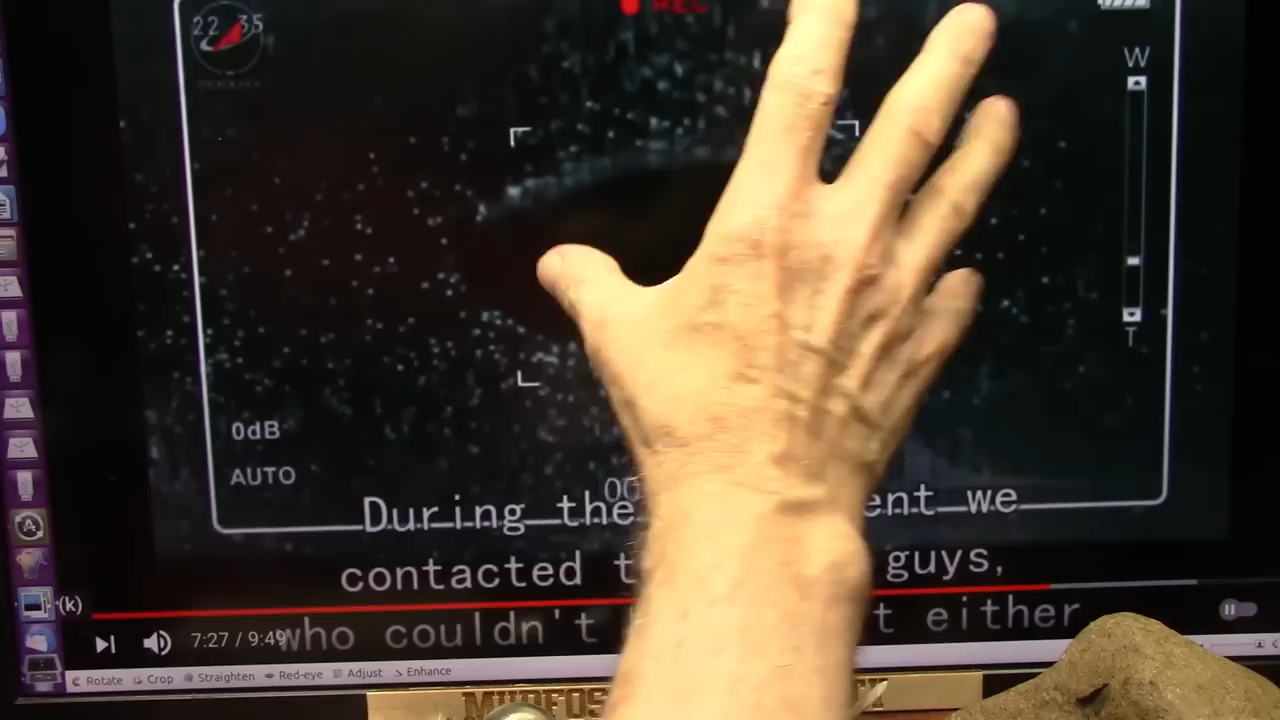 REC
22 35
W
T
0dB
AUTO
00
During the ent we
contacted guys,
(k)
who couldn't either
7:27 / 9:49
Rotate Crop Straighten Red-eye Adjust Enhance